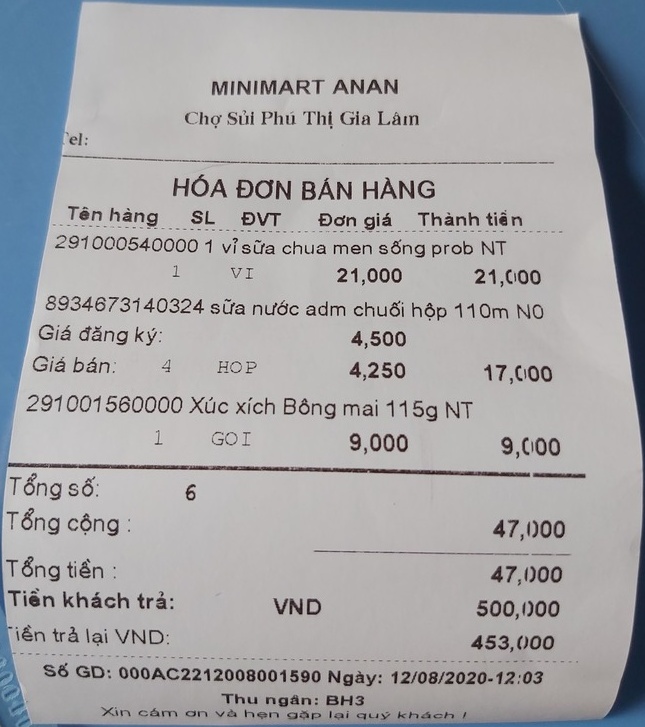 MINIMART ANAN
Chợ Sủi Phú Thị Gia Lâm
Tel:
HÓA ĐƠN BÁN HÀNG
Tên hàng SL ĐVT Đơn giá Thành tiền
291000540000 1 vỉ sữa chua men sống prob NT
1 VI 21,000 21,000
8934673140324 sữa nước adm chuối hộp 110m N0
Giá đăng ký: 4,500
Giá bán: 4 HOP 4,250 17,000
291001560000 Xúc xích Bông mai 115g NT
1 GOI 9,000 9,000
Tổng số: 6
Tổng cộng : 47,000
Tổng tiền : 47,000
Tiền khách trả: VND 500,000
Tiền trả lại VND: 453,000
Số GD: 000AC2212008001590 Ngày: 12/08/2020-12:03
Thu ngân: BH3
Xin cảm ơn và hẹn gặp lại quý khách !